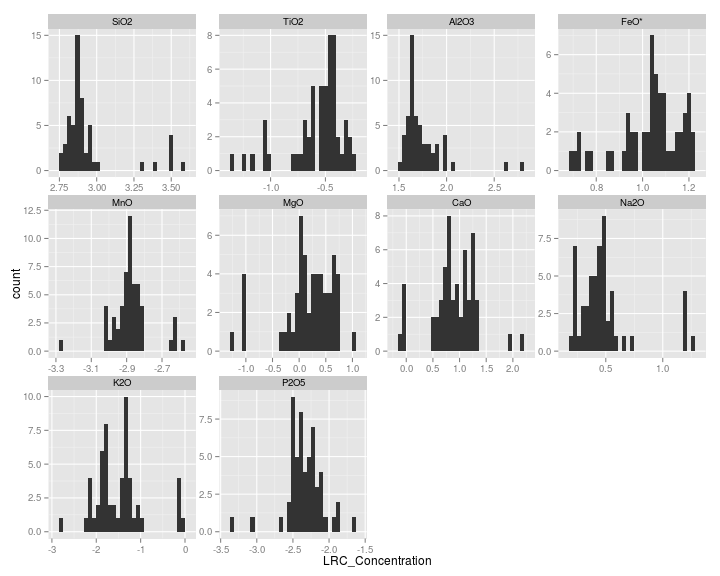 SiO2 TiO2 Al2O3 FeO*
15 8 15 6
10 6 10 4
5 4 5 2
0 2 0 0
0
2.75 3.00 3.25 3.50 -1.0 -0.5 1.5 2.0 2.5 0.8 1.0 1.2
MnO MgO CaO Na2O
12.5 8
10.0 6 6 7.5
7.5 4 4 5.0
5.0 2 2 2.5
2.5
0.0 0 0 0.0
-3.3 -3.1 -2.9 -2.7 -1.0 -0.5 0.0 0.5 1.0 0.0 0.5 1.0 1.5 2.0 0.5 1.0
K2O P2O5
10.0 7.5
7.5 5.0
5.0 2.5
2.5
0.0 0.0
-3 -2 -1 0 -3.5 -3.0 -2.5 -2.0 -1.5
count
LRC_Concentration